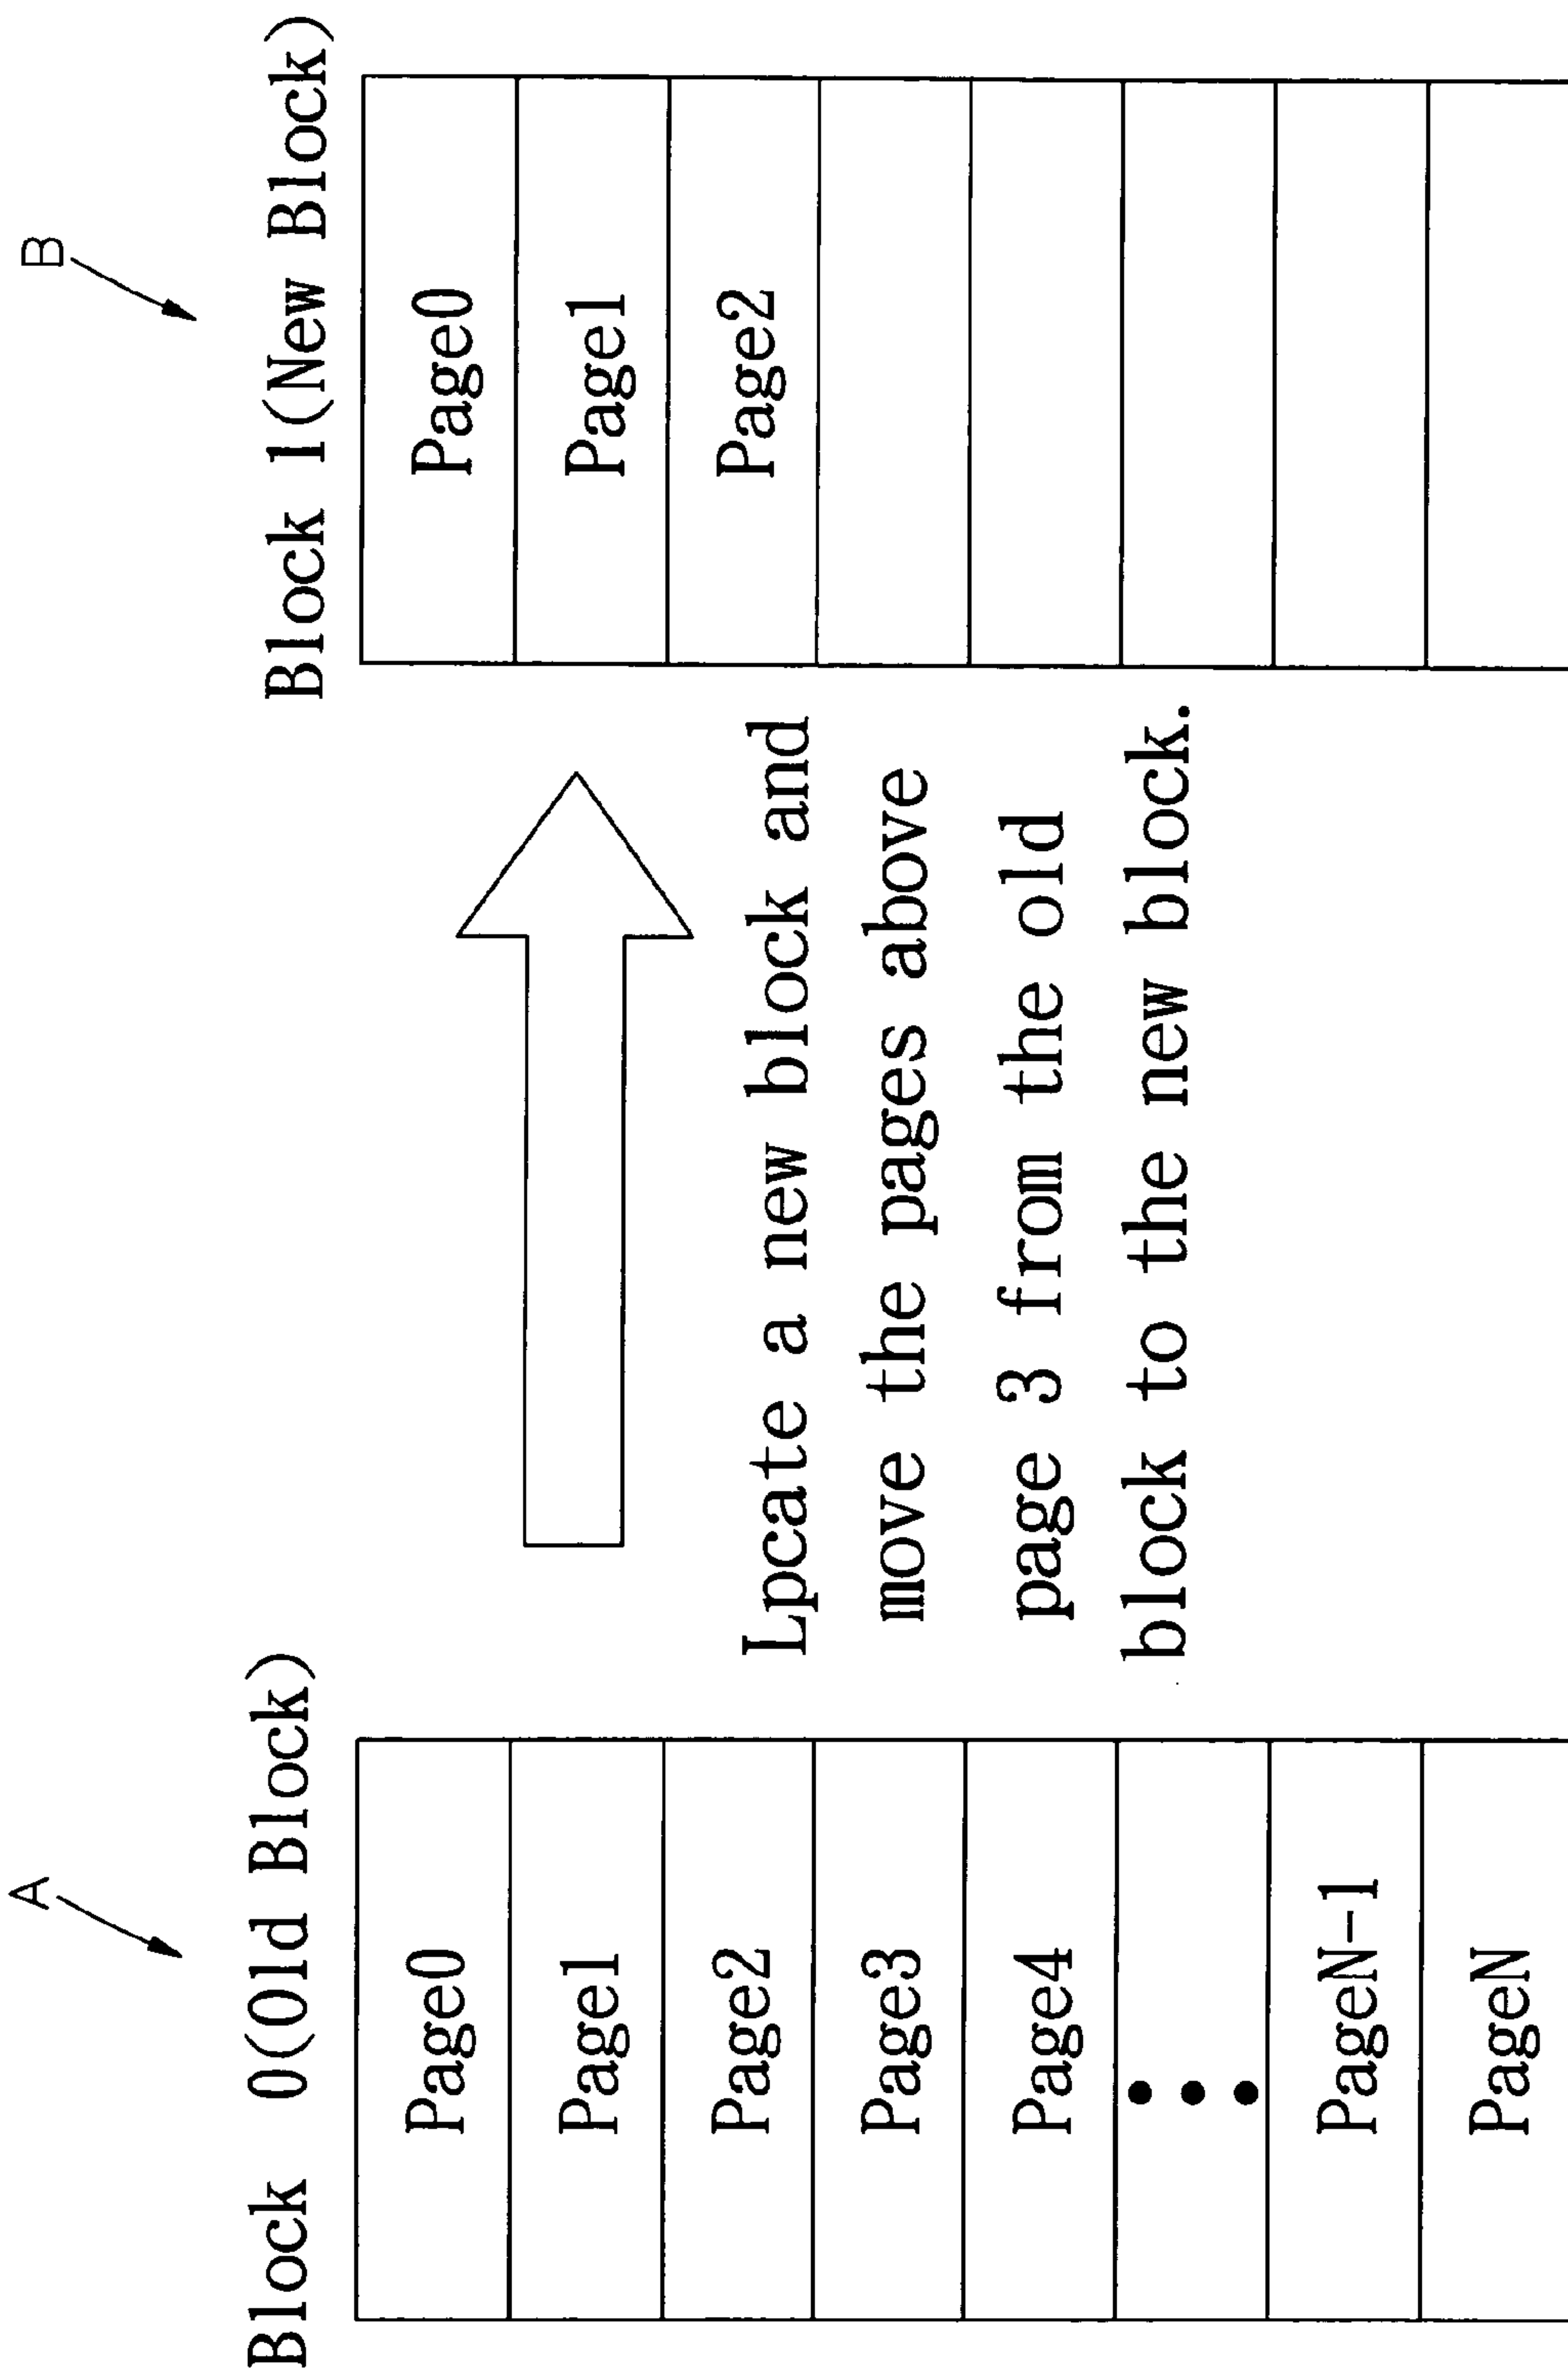 A
Block 0(Old Block)
Page0
Page1
Page2
Page3
Page4
PageN-1
PageN
Lpcate a new block and
move the pages above
page 3 from the old
block to the new block.
B
Block 1(New Block)
Page0
Page1
Page2